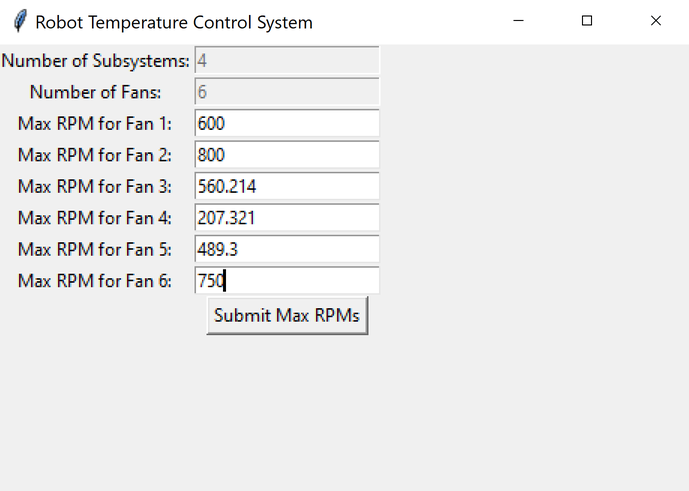 Robot Temperature Control System
Number of Subsystems: 4
Number of Fans: 6
Max RPM for Fan 1: 600
Max RPM for Fan 2: 800
Max RPM for Fan 3: 560.214
Max RPM for Fan 4: 207.321
Max RPM for Fan 5: 489.3
Max RPM for Fan 6: 750
Submit Max RPMs